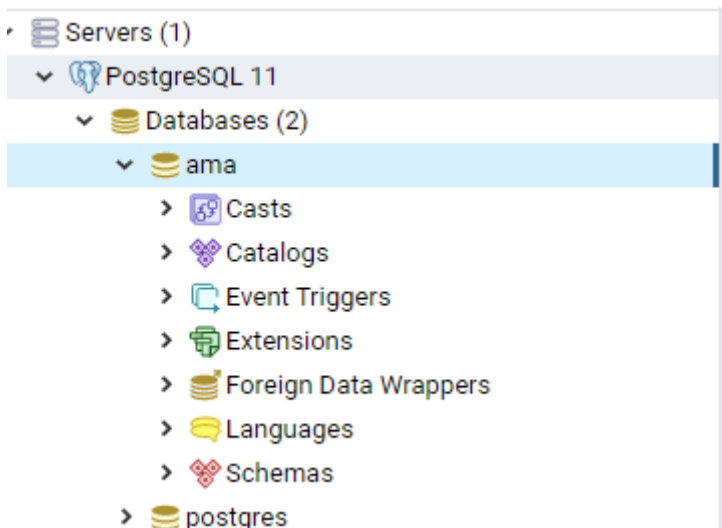 Servers (1)
PostgreSQL 11
Databases (2)
ama
Casts
Catalogs
Event Triggers
Extensions
Foreign Data Wrappers
Languages
Schemas
postgres